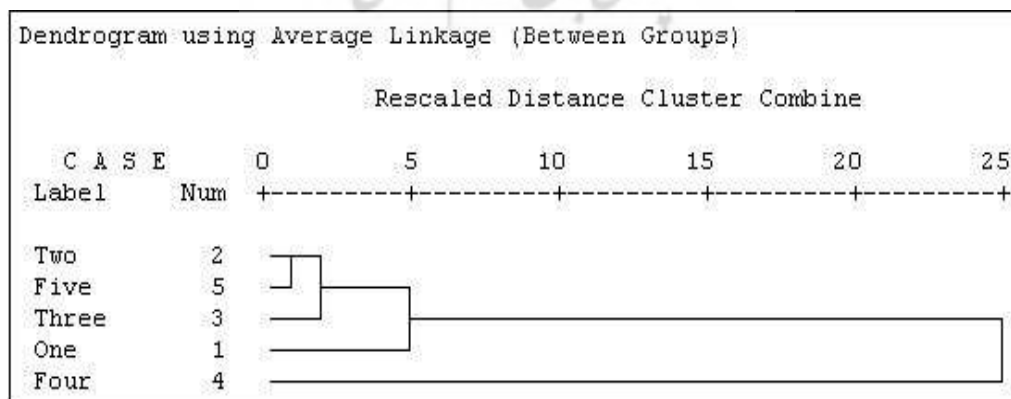 Dendrogram using Average Linkage (Between Groups)
Rescaled Distance Cluster Combine
C A S E 0 5 10 15 20 25
Label Num +---------+---------+---------+---------+---------+
Two 2
Five 5
Three 3
One 1
Four 4